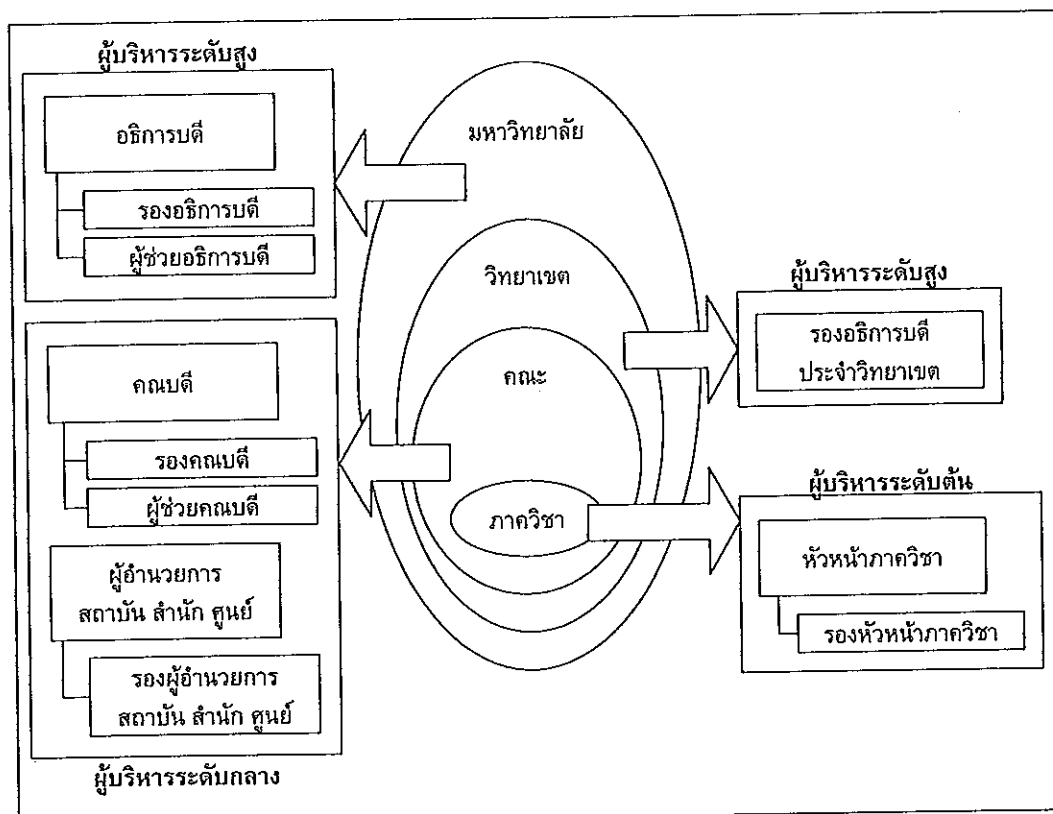 ผู้บริหารระดับสูง
อธิการบดี
รองอธิการบดี
ผู้ช่วยอธิการบดี
คณบดี
รองคณบดี
ผู้ช่วยคณบดี
ผู้อำนวยการ
สถาบัน สำนัก ศูนย์
รองผู้อำนวยการ
สถาบัน สำนัก ศูนย์
ผู้บริหารระดับกลาง
มหาวิทยาลัย
วิทยาเขต
คณะ
ภาควิชา
ผู้บริหารระดับสูง
รองอธิการบดี
ประจำวิทยาเขต
ผู้บริหารระดับต้น
หัวหน้าภาควิชา
รองหัวหน้าภาควิชา